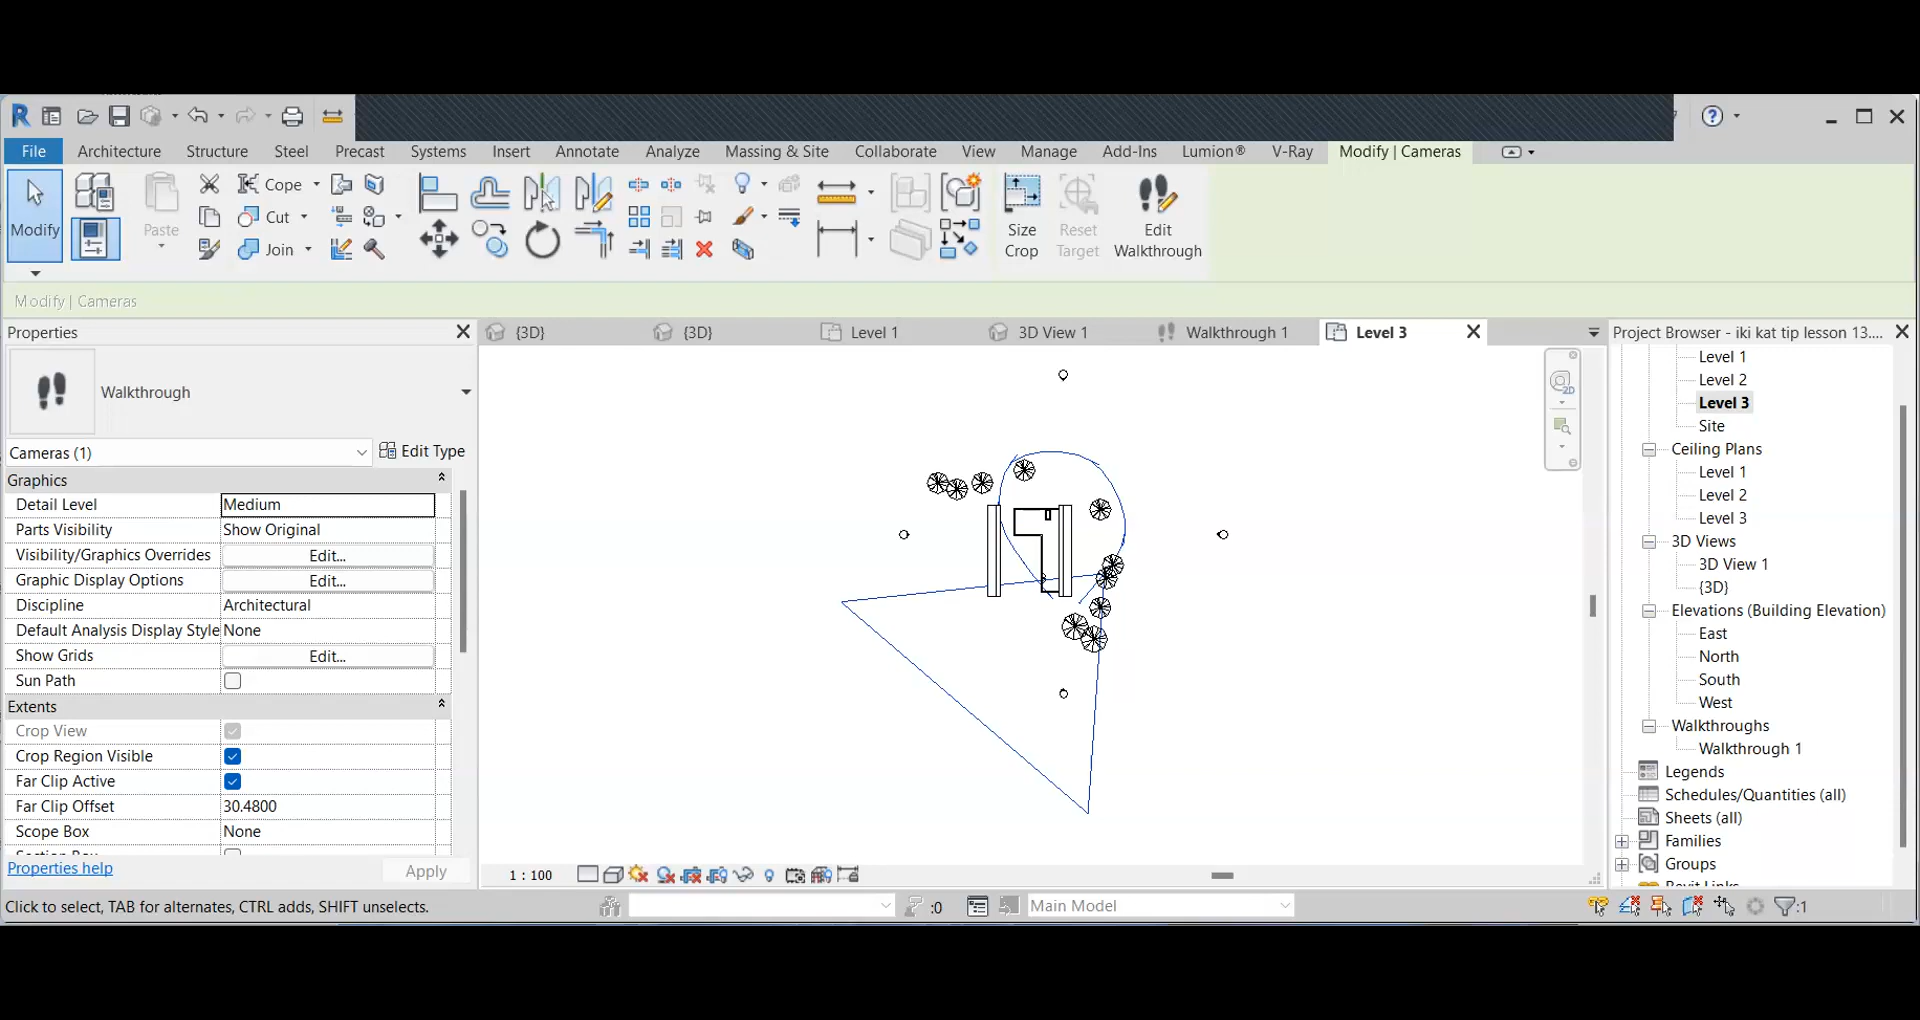 File Architecture Structure Steel Precast Systems Insert Annotate Analyze Massing & Site Collaborate View Manage Add-Ins Lumion® V-Ray Modify | Cameras
Modify
Paste
Cope
Cut
Join
Size Crop
Reset Target
Edit Walkthrough
Modify | Cameras
Properties
{3D} {3D} Level 1 3D View 1 Walkthrough 1 Level 3
Project Browser - iki kat tip lesson 13....
Walkthrough
Cameras (1) Edit Type
Graphics
Detail Level Medium
Parts Visibility Show Original
Visibility/Graphics Overrides Edit...
Graphic Display Options Edit...
Discipline Architectural
Default Analysis Display Style None
Show Grids Edit...
Sun Path
Extents
Crop View
Crop Region Visible
Far Clip Active
Far Clip Offset 30.4800
Scope Box None
Properties help Apply
2D
1 : 100
Level 1
Level 2
Level 3
Site
Ceiling Plans
Level 1
Level 2
Level 3
3D Views
3D View 1
{3D}
Elevations (Building Elevation)
East
North
South
West
Walkthroughs
Walkthrough 1
Legends
Schedules/Quantities (all)
Sheets (all)
Families
Groups
Revit Links
Click to select, TAB for alternates, CTRL adds, SHIFT unselects. :0 Main Model :1